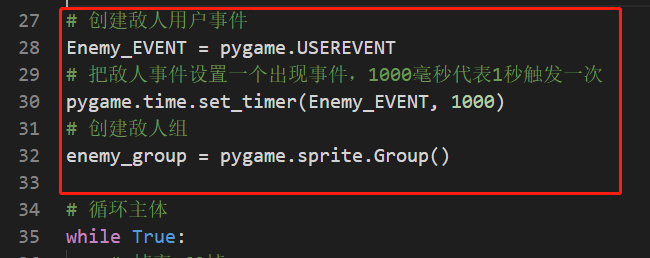 27 # 创建敌人用户事件
28 Enemy_EVENT = pygame.USEREVENT
29 # 把敌人事件设置一个出现事件，1000毫秒代表1秒触发一次
30 pygame.time.set_timer(Enemy_EVENT, 1000)
31 # 创建敌人组
32 enemy_group = pygame.sprite.Group()
33
34 # 循环主体
35 while True: